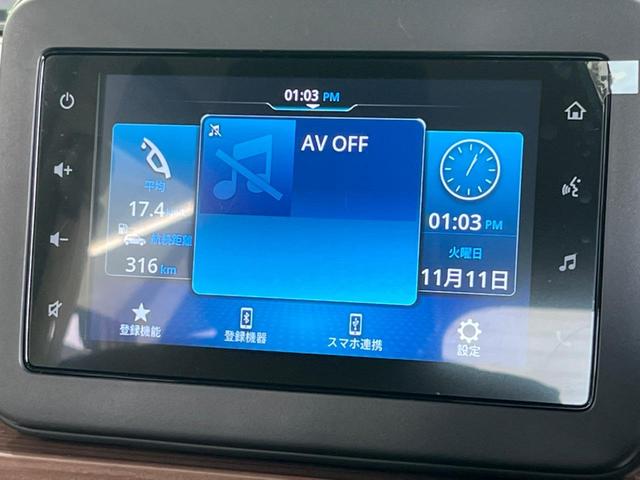 01:03 PM
AV OFF
平均
17.4
航続距離
316 km
01:03 PM
火曜日
11月11日
登録機能
登録機器
スマホ連携
設定